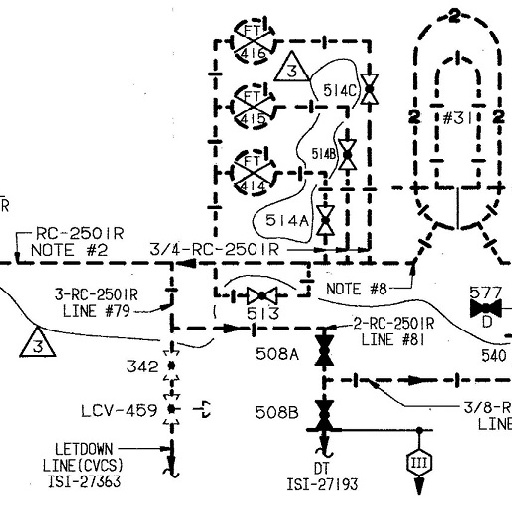 2
FT
416
3
514C
FT
415
2
#31
2
514B
FT
414
R
514A
RC-2501R
NOTE #2
3/4-RC-2501R
3-RC-2501R
LINE #79
NOTE #8
577
D
513
2-RC-2501R
LINE #81
3
342
508A
540
LCV-459
508B
3/8-R
LINE
LETDOWN
LINE(CVCS)
ISI-27363
DT
ISI-27193
III